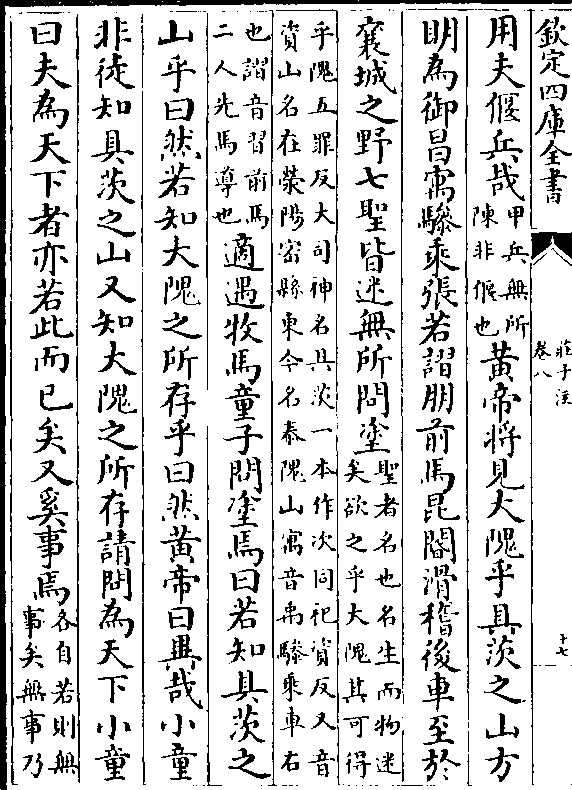 欽定四庫全書
莊子注
卷八
十七
用夫偃兵哉甲兵無所陳非偃也黄帝將見大隗乎具茨之山方
明為御昌㝢驂乘張若謵朋前馬昆閽滑稽後車至於
襄城之野七聖皆迷無所問塗聖者名也名生而物迷矣欲之乎大隗其可得
乎隗五罪反大司神名具茨一本作次同祀資反又音
資山名在滎陽宻縣東今名泰隗山寓音禹驂乘車右
也謵音習前馬二人先馬導也適遇牧馬童子問塗焉曰若知具茨之
山乎曰然若知大隗之所存乎曰然黄帝曰異哉小童
非徒知具茨之山又知大隗之所存請問為天下小童
曰夫為天下者亦若此而已矣又奚事焉各自若則無事矣無事乃